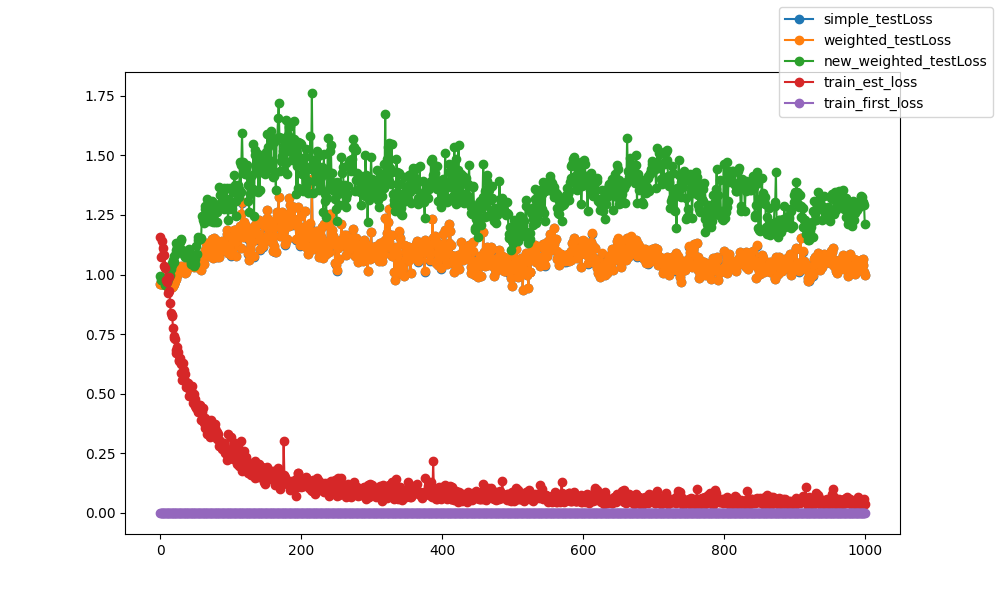 simple_testLoss
weighted_testLoss
new_weighted_testLoss
train_est_loss
train_first_loss
1.75
1.50
1.25
1.00
0.75
0.50
0.25
0.00
0 200 400 600 800 1000